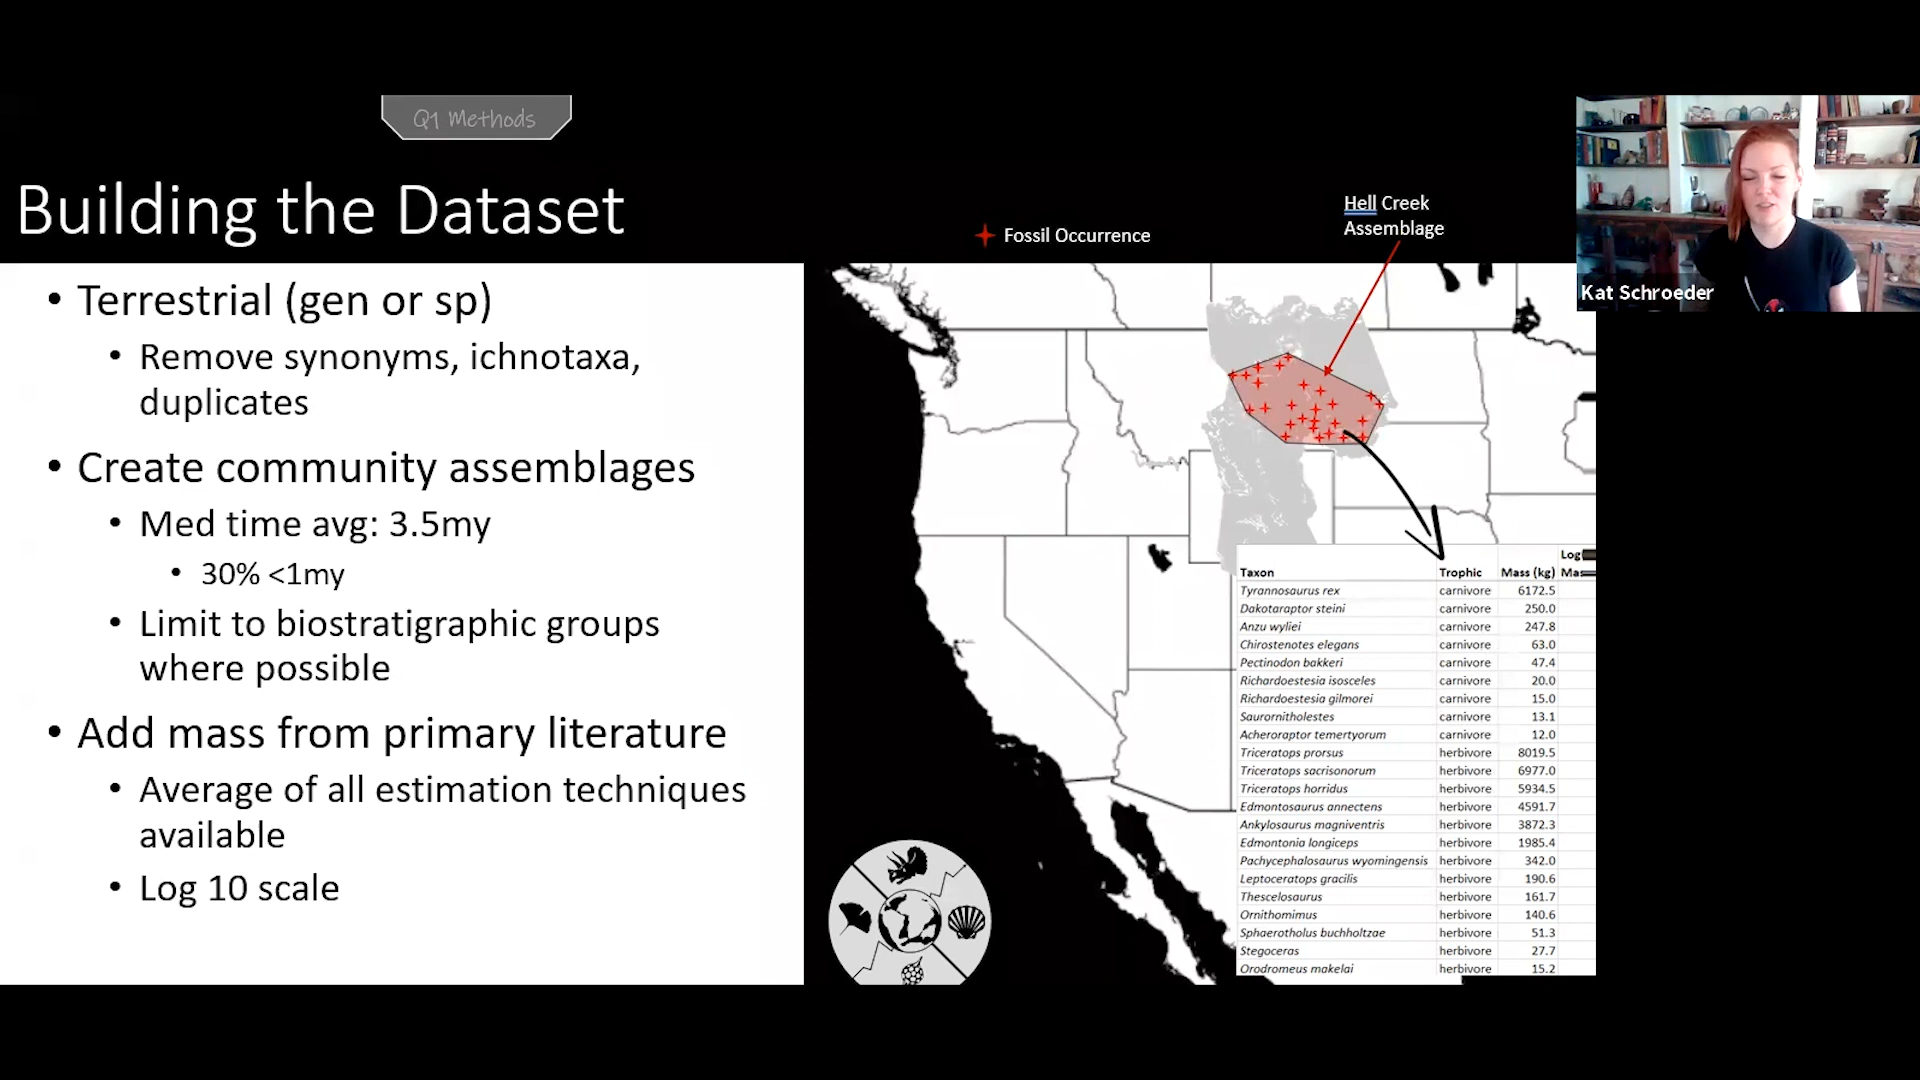 Q1 Methods
Building the Dataset
• Terrestrial (gen or sp)
• Remove synonyms, ichnotaxa,
duplicates
• Create community assemblages
• Med time avg: 3.5my
• 30% <1my
• Limit to biostratigraphic groups
where possible
• Add mass from primary literature
• Average of all estimation techniques
available
• Log 10 scale
Fossil Occurrence
Hell Creek
Assemblage
Kat Schroeder
Log
Taxon Trophic Mass (kg) Mas
Tyrannosaurus rex carnivore 6172.5
Dakotaraptor steini carnivore 250.0
Anzu wyliei carnivore 247.8
Chirostenotes elegans carnivore 63.0
Pectinodon bakkeri carnivore 47.4
Richardoestesia isosceles carnivore 20.0
Richardoestesia gilmorei carnivore 15.0
Saurornitholestes carnivore 13.1
Acheroraptor temertyorum carnivore 12.0
Triceratops prorsus herbivore 8019.5
Triceratops sacrisonorum herbivore 6977.0
Triceratops horridus herbivore 5934.5
Edmontosaurus annectens herbivore 4591.7
Ankylosaurus magniventris herbivore 3872.3
Edmontonia longiceps herbivore 1985.4
Pachycephalosaurus wyomingensis herbivore 342.0
Leptoceratops gracilis herbivore 190.6
Thescelosaurus herbivore 161.7
Ornithomimus herbivore 140.6
Sphaerotholus buchholtzae herbivore 51.3
Stegoceras herbivore 27.7
Orodromeus makelai herbivore 15.2